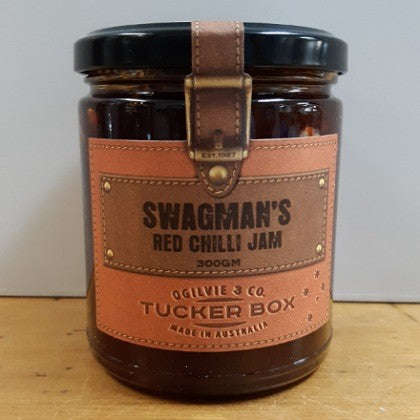 EST. 1987
SWAGMAN'S
RED CHILLI JAM
300GM
OGILVIE & CO.
TUCKER BOX
MADE IN AUSTRALIA